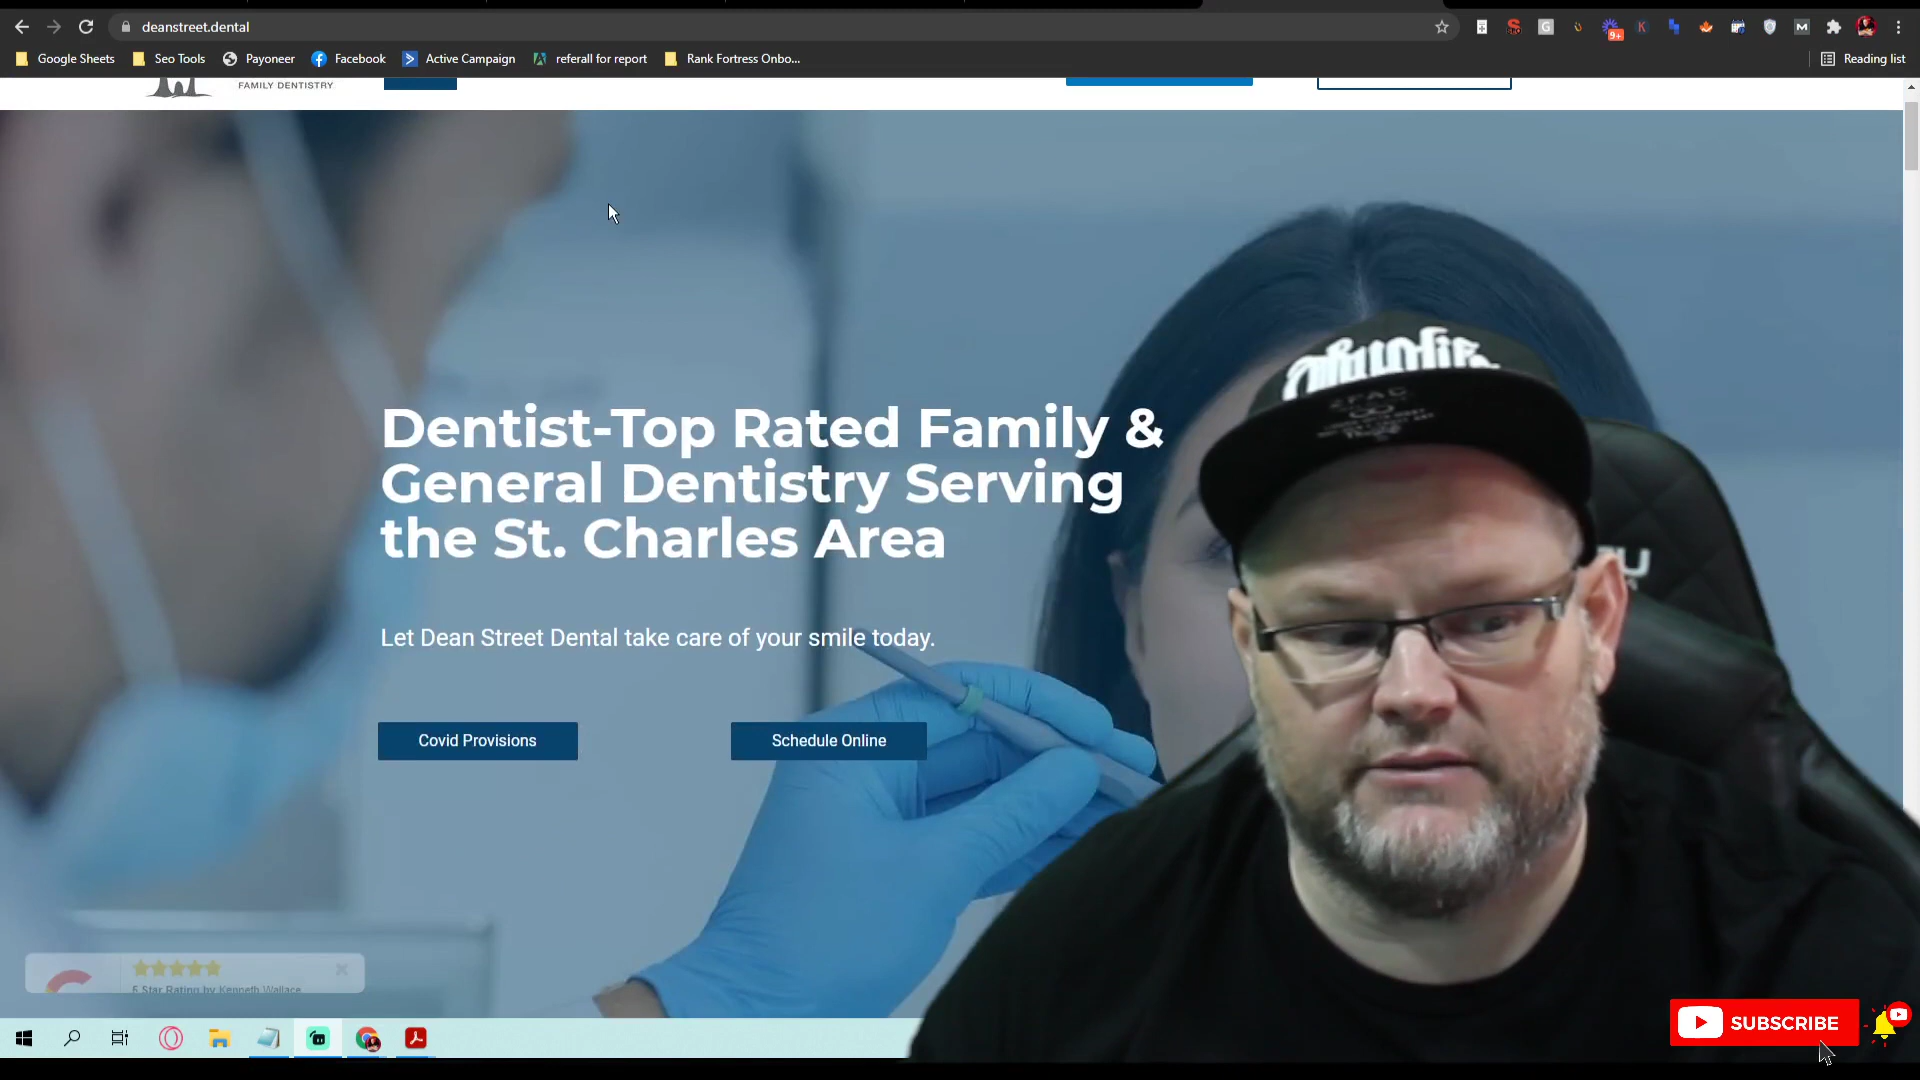 deanstreet.dental
9+
Google Sheets
Seo Tools
Payoneer
Facebook
Active Campaign
referall for report
Rank Fortress Onbo...
Reading list
FAMILY DENTISTRY
Dentist-Top Rated Family &
General Dentistry Serving
the St. Charles Area
Let Dean Street Dental take care of your smile today.
Covid Provisions
Schedule Online
5 Star Rating by Kenneth Wallace
SUBSCRIBE